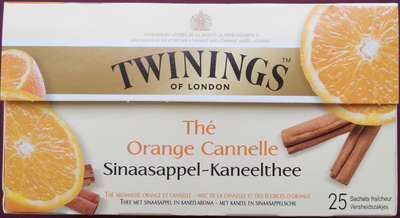 TWININGS™
OF LONDON
Thé
Orange Cannelle
Sinaasappel-Kaneelthee
THÉ AROMATISÉ ORANGE ET CANNELLE - AVEC DE LA CANNELLE ET DES ÉCORCES D'ORANGE
THEE MET SINAASAPPEL EN KANEELAROMA - MET KANEEL EN SINAASAPPELSCHIL
25 Sachets fraîcheur
Versheidszakjes